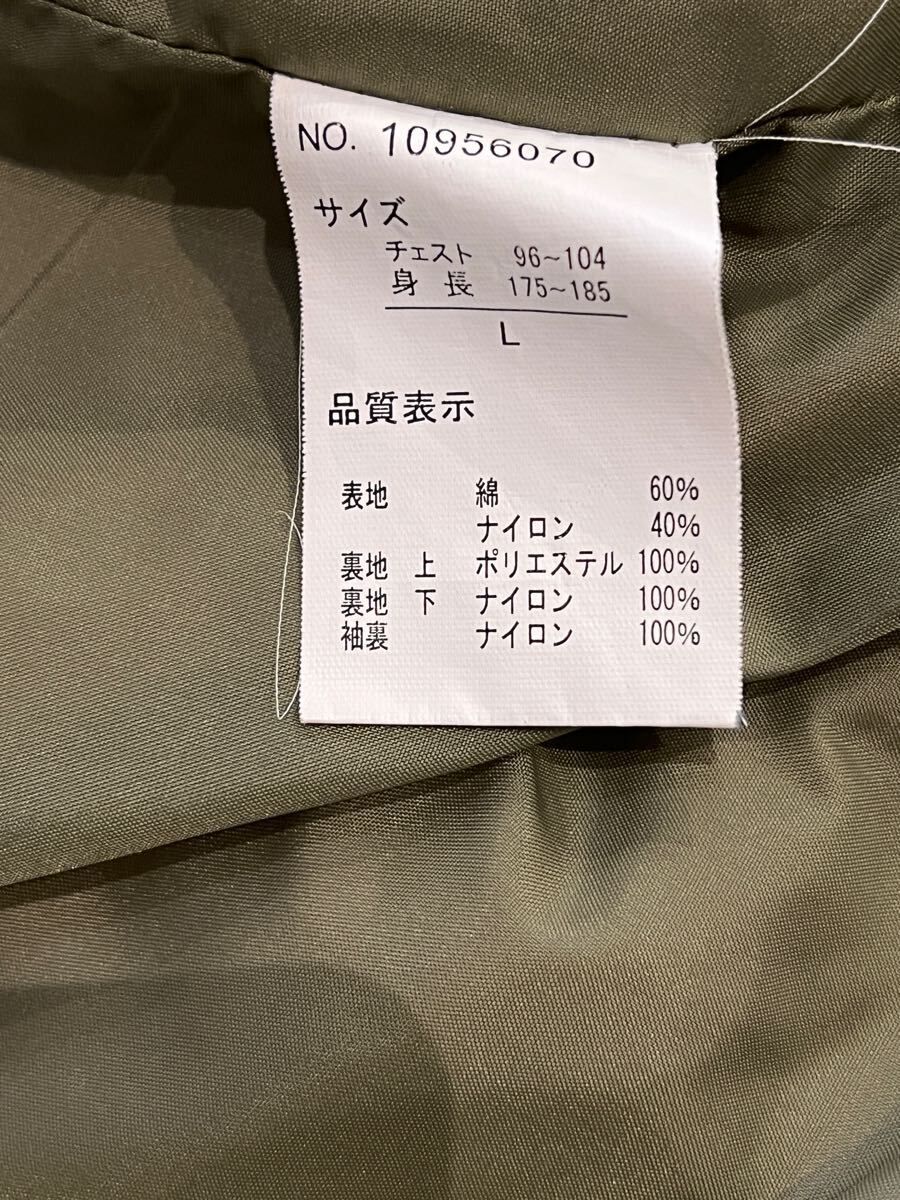 NO. 10956070
サイズ
チェスト 96~104
身長 175~185
L
品質表示
表地 綿 60%
ナイロン 40%
裏地 上 ポリエステル 100%
裏地 下 ナイロン 100%
袖裏 ナイロン 100%